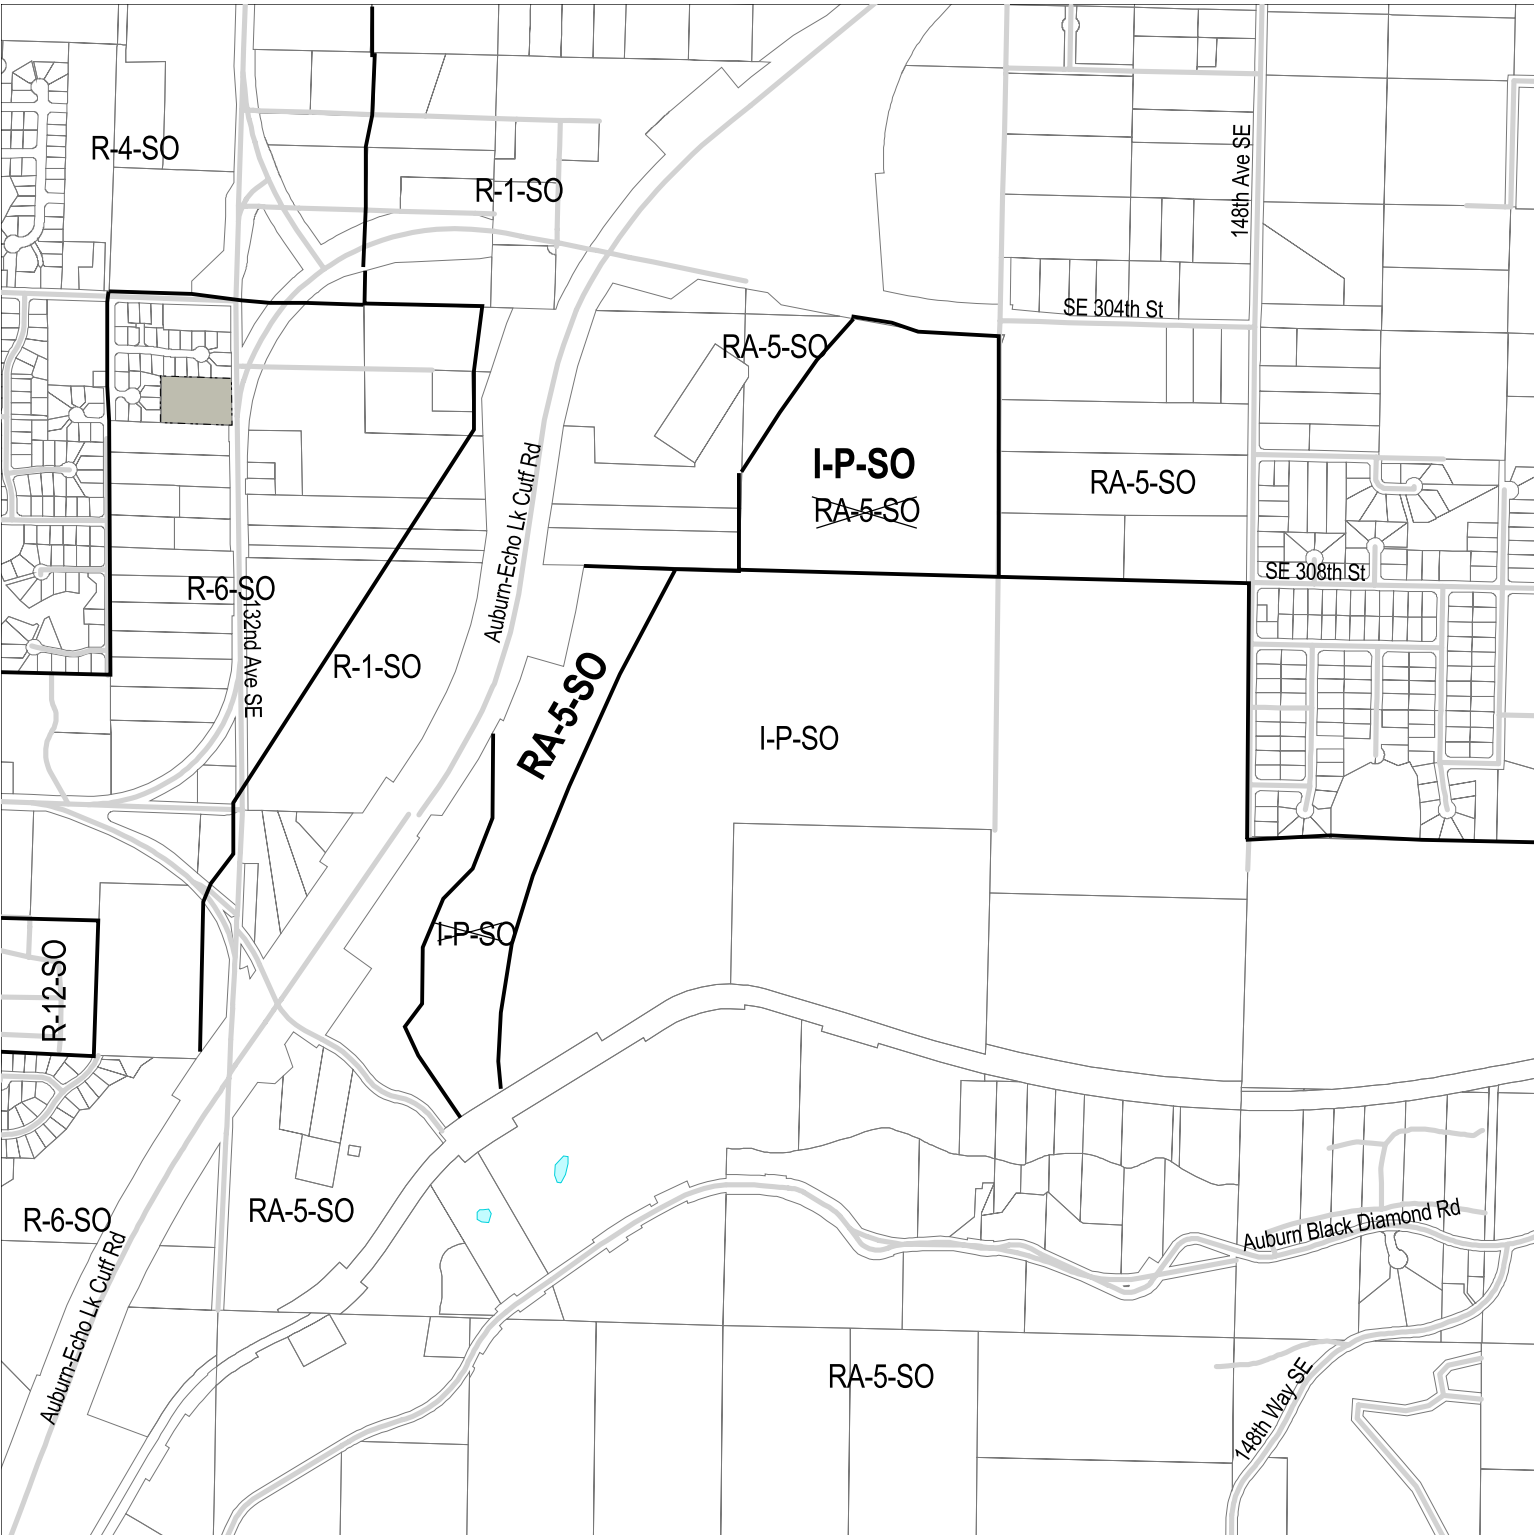 R-4-SO
R-1-SO
148th Ave SE
SE 304th St
RA-5-SO
I-P-SO
RA-5-SO
RA-5-SO
Auburn-Echo Lk Cutf Rd
SE 308th St
R-6-SO
132nd Ave SE
R-1-SO
RA-5-SO
I-P-SO
I-P-SO
R-12-SO
R-6-SO
RA-5-SO
Auburn Black Diamond Rd
Auburn-Echo Lk Cutf Rd
RA-5-SO
148th Way SE